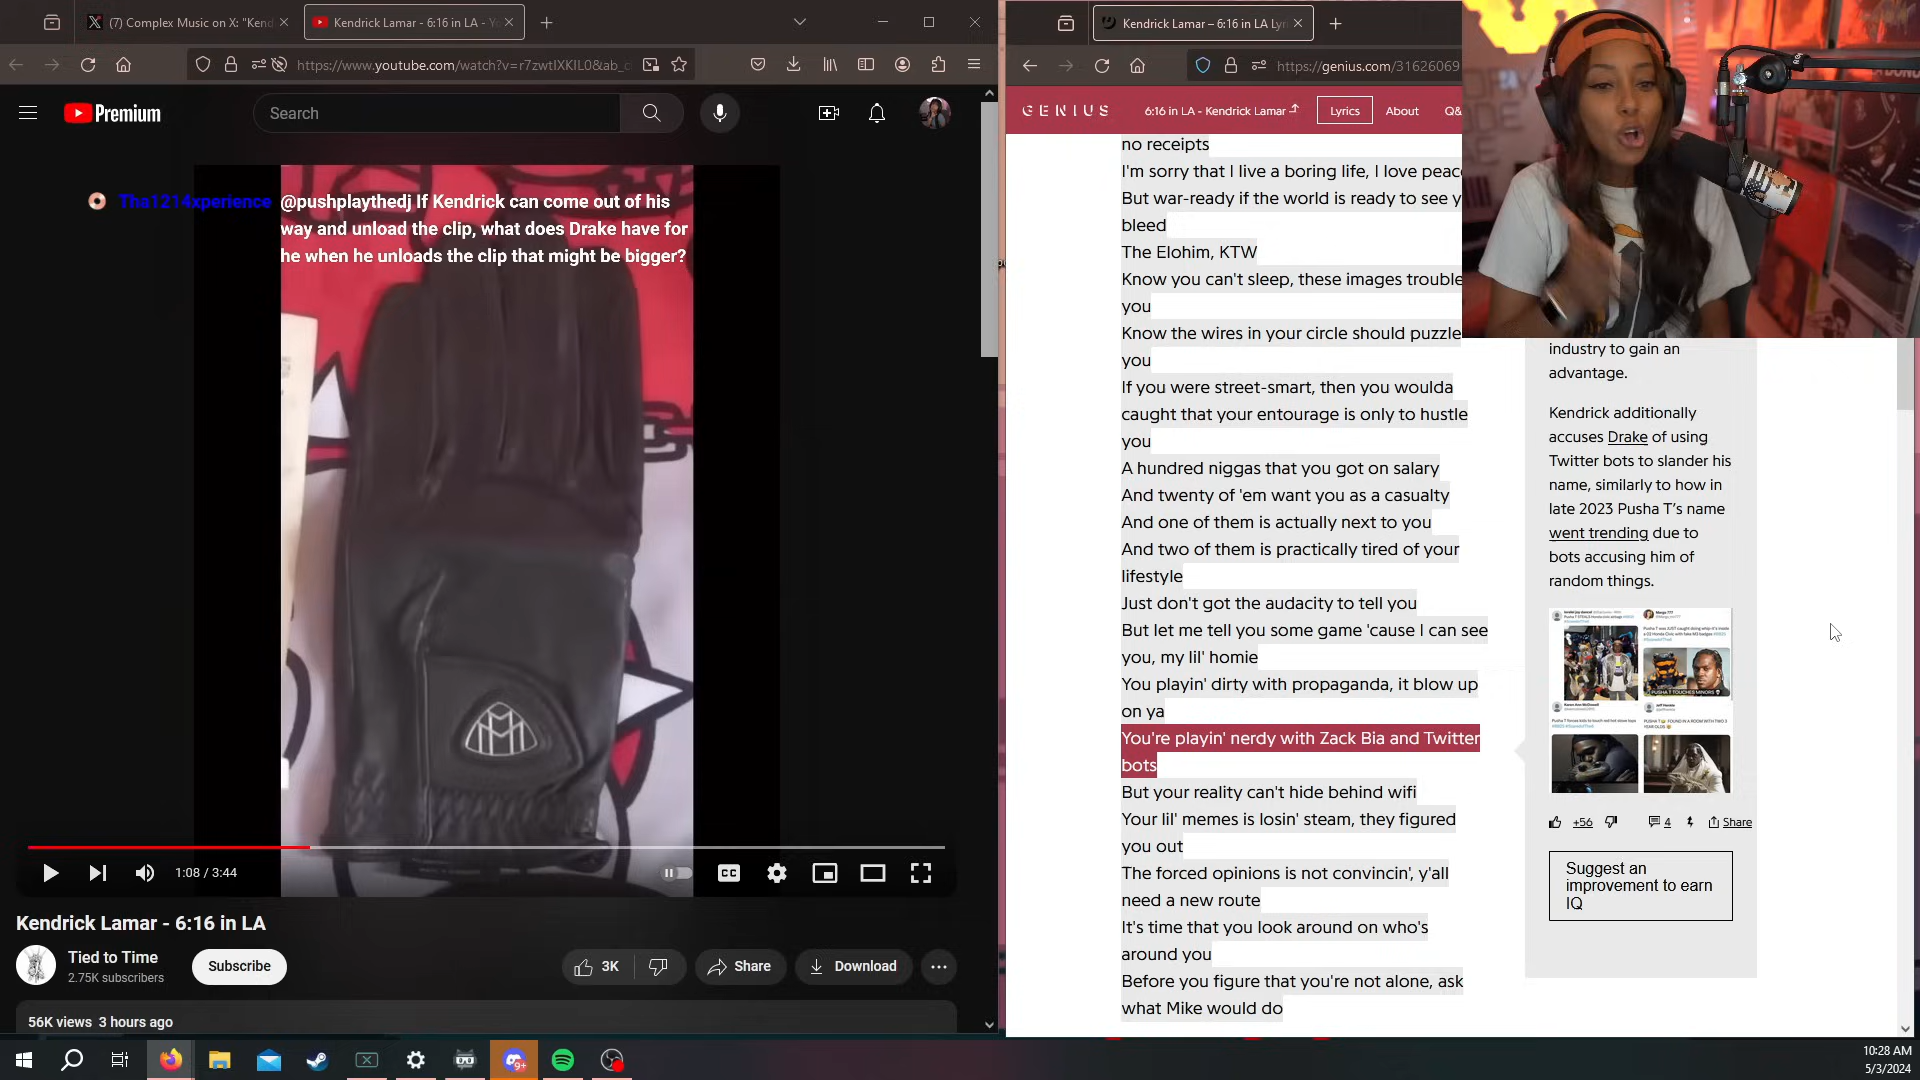 (7) Complex Music on X: "Kend
Kendrick Lamar - 6:16 in LA - Yo
Kendrick Lamar – 6:16 in LA Lyri
https://www.youtube.com/watch?v=r7zwtIXKIL0&ab_c
https://genius.com/31626069
Premium
Search
GENIUS
6:16 in LA - Kendrick Lamar
Lyrics
About
Q&
Tha1214xperience @pushplaythedj If Kendrick can come out of his
way and unload the clip, what does Drake have for
he when he unloads the clip that might be bigger?
1:08 / 3:44
CC
Kendrick Lamar - 6:16 in LA
Tied to Time
2.75K subscribers
Subscribe
3K
Share
Download
56K views 3 hours ago
no receipts
I'm sorry that I live a boring life, I love peac
But war-ready if the world is ready to see y
bleed
The Elohim, KTW
Know you can't sleep, these images trouble
you
Know the wires in your circle should puzzle
you
If you were street-smart, then you woulda
caught that your entourage is only to hustle
you
A hundred niggas that you got on salary
And twenty of 'em want you as a casualty
And one of them is actually next to you
And two of them is practically tired of your
lifestyle
Just don't got the audacity to tell you
But let me tell you some game 'cause I can see
you, my lil' homie
You playin' dirty with propaganda, it blow up
on ya
You're playin' nerdy with Zack Bia and Twitter
bots
But your reality can't hide behind wifi
Your lil' memes is losin' steam, they figured
you out
The forced opinions is not convincin', y'all
need a new route
It's time that you look around on who's
around you
Before you figure that you're not alone, ask
what Mike would do
industry to gain an
advantage.
Kendrick additionally
accuses Drake of using
Twitter bots to slander his
name, similarly to how in
late 2023 Pusha T's name
went trending due to
bots accusing him of
random things.
PUSHA T TOUCHES MINORS
+56
4
Share
Suggest an
improvement to earn
IQ
9+
10:28 AM
5/3/2024